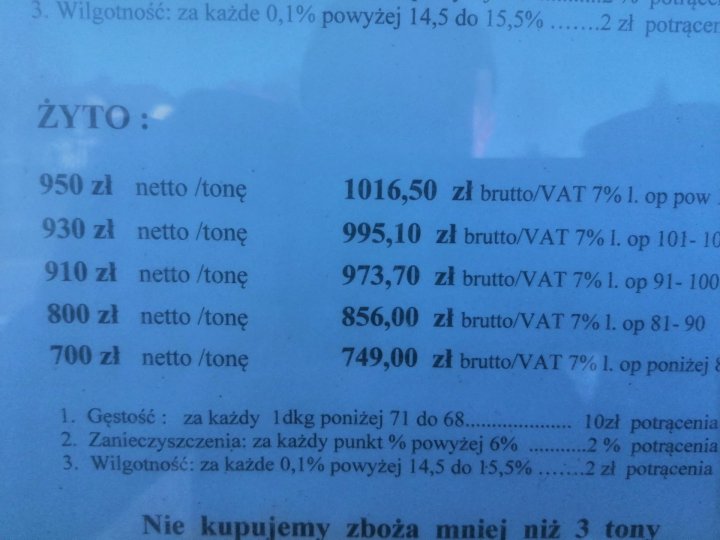 3. Wilgotność: za każde 0,1% powyżej 14,5 do 15,5% .......2 zł
ŻYTO :
950 zł netto /tonę 1016,50 zł brutto/VAT 7% l. op pow
930 zł netto /tonę 995,10 zł brutto/VAT 7% l. op 101-
910 zł netto /tonę 973,70 zł brutto/VAT 7% l. op 91- 100
800 zł netto /tonę 856,00 zł brutto/VAT 7% l. op 81- 90
700 zł netto /tonę 749,00 zł brutto/VAT 7% l. op poniżej
1. Gęstość : za każdy 1dkg poniżej 71 do 68..................... 10zł potrącenia
2. Zanieczyszczenia: za każdy punkt % powyżej 6% ...........2 % potrącenia
3. Wilgotność: za każde 0,1% powyżej 14,5 do 15,5% .......2 zł potrącenia
Nie kupujemy zboża mniej niż 3 tony